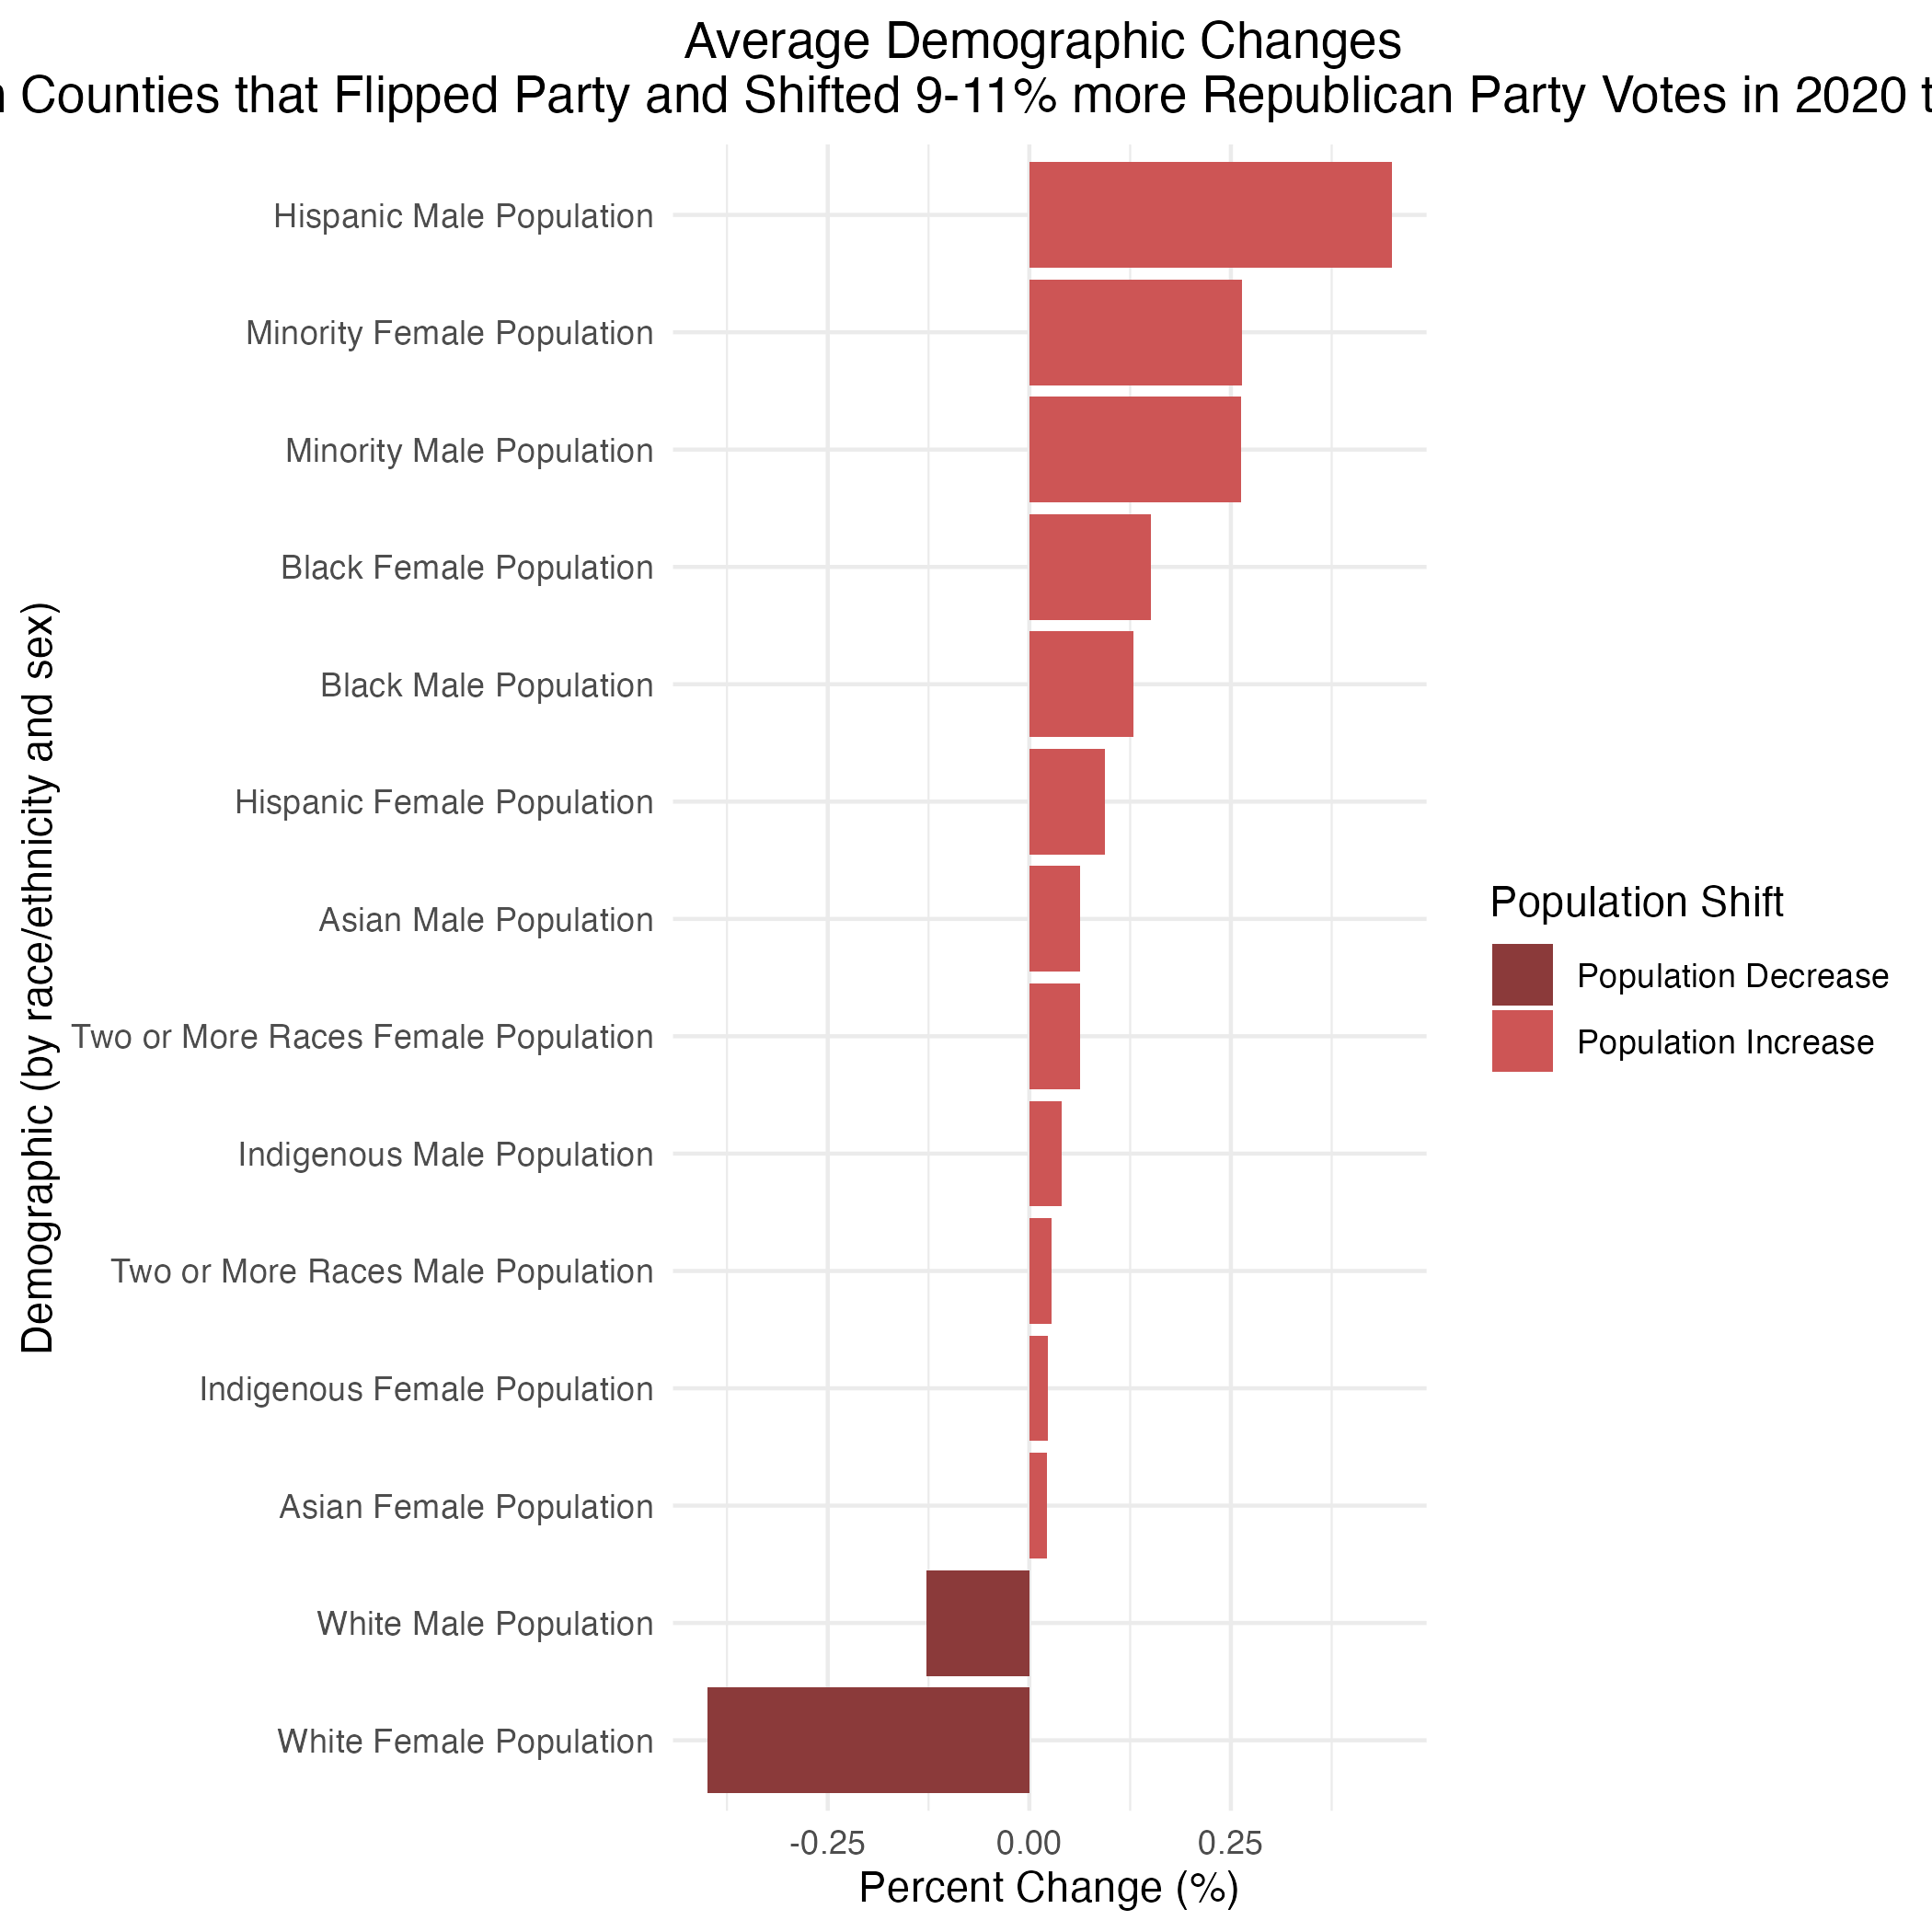 Average Demographic Changes
Counties that Flipped Party and Shifted 9-11% more Republican Party Votes in 2020
Demographic (by race/ethnicity and sex)
Hispanic Male Population
Minority Female Population
Minority Male Population
Black Female Population
Black Male Population
Hispanic Female Population
Asian Male Population
Two or More Races Female Population
Indigenous Male Population
Two or More Races Male Population
Indigenous Female Population
Asian Female Population
White Male Population
White Female Population
-0.25 0.00 0.25
Percent Change (%)
Population Shift
Population Decrease
Population Increase